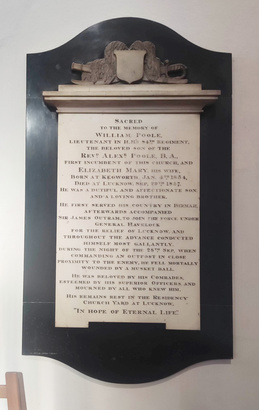 SACRED
TO THE MEMORY OF
WILLIAM POOLE,
LIEUTENANT IN H.M'S 84TH REGIMENT,
THE BELOVED SON OF THE
REVD. ALEXR. POOLE, B.A.,
FIRST INCUMBENT OF THIS CHURCH, AND
ELIZABETH MARY, HIS WIFE,
BORN AT KEGWORTH, JAN. 4TH 1834,
DIED AT LUCKNOW, SEP. 1857.
HE WAS A DUTIFUL AND AFFECTIONATE SON
AND A LOVING BROTHER.
HE FIRST SERVED HIS COUNTRY IN BIRMAH,
AFTERWARDS ACCOMPANIED
SIR JAMES OUTRAM, TO JOIN THE FORCE UNDER
GENERAL HAVELOCK
FOR THE RELIEF OF LUCKNOW, AND
THROUGHOUT THE ADVANCE CONDUCTED
HIMSELF MOST GALLANTLY.
DURING THE NIGHT OF THE SEP. WHEN
COMMANDING AN OUTPOST IN CLOSE
PROXIMITY TO THE ENEMY, HE FELL MORTALLY
WOUNDED BY A MUSKET BALL.
HE WAS BELOVED BY HIS COMRADES,
ESTEEMED BY HIS SUPERIOR OFFICERS AND
MOURNED BY ALL WHO KNEW HIM.
HIS REMAINS REST IN THE RESIDENCY
CHURCH YARD AT LUCKNOW,
"IN HOPE OF ETERNAL LIFE."